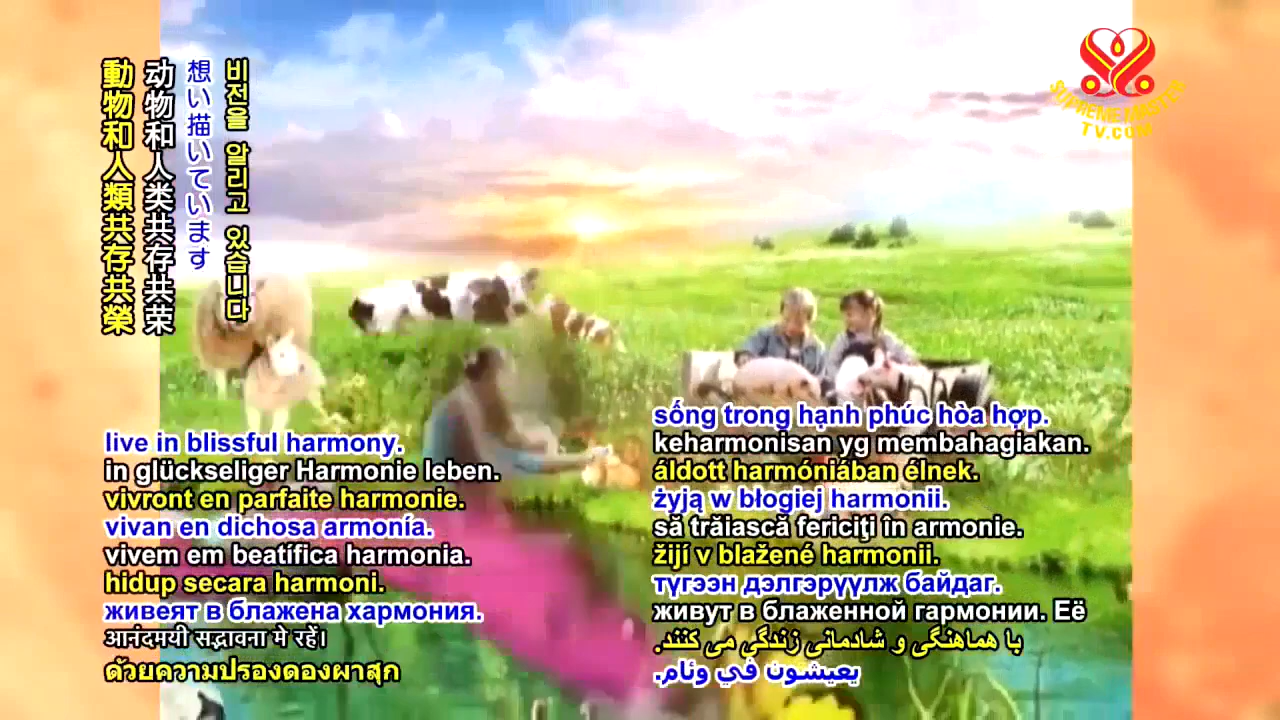 動物和人類共存共榮
动物和人类共存共荣
想い描いています
비전을 알리고 있습니다
SUPREME MASTER
TV.COM
live in blissful harmony.
in glückseliger Harmonie leben.
vivront en parfaite harmonie.
vivan en dichosa armonía.
vivem em beatífica harmonia.
hidup secara harmoni.
живеят в блажена хармония.
आनंदमयी सद्भावना मे रहें।
ด้วยความปรองดองผาสุก
sống trong hạnh phúc hòa hợp.
keharmonisan yg membahagiakan.
áldott harmóniában élnek.
żyją w błogiej harmonii.
să trăiască fericiţi în armonie.
žijí v blažené harmonii.
түгээн дэлгэрүүлж байдаг.
живут в блаженной гармонии. Её
با هماهنگی و شادمانی زندگی می کنند.
يعيشون في وئام.